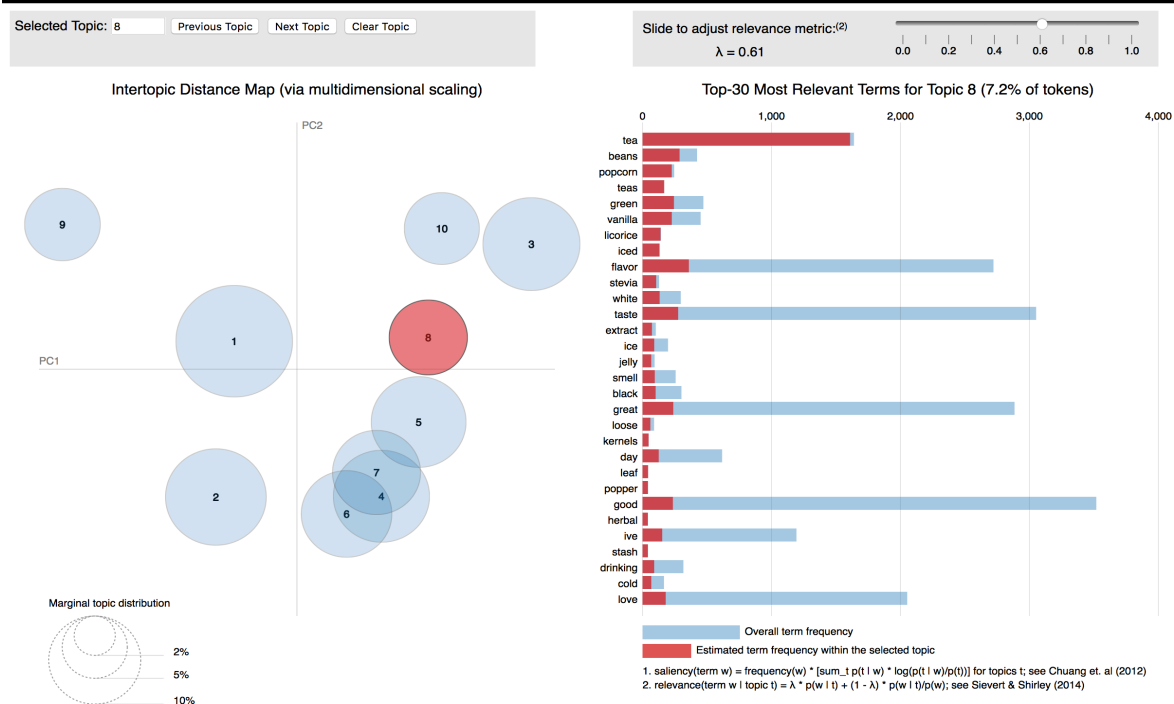 Selected Topic: 8 Previous Topic Next Topic Clear Topic
Slide to adjust relevance metric:(2)
λ = 0.61
0.0 0.2 0.4 0.6 0.8 1.0
Intertopic Distance Map (via multidimensional scaling)
PC2
PC1
9
10
3
1
8
5
7
2
4
6
Marginal topic distribution
2%
5%
10%
Top-30 Most Relevant Terms for Topic 8 (7.2% of tokens)
0 1,000 2,000 3,000 4,000
tea
beans
popcorn
teas
green
vanilla
licorice
iced
flavor
stevia
white
taste
extract
ice
jelly
smell
black
great
loose
kernels
day
leaf
popper
good
herbal
ive
stash
drinking
cold
love
Overall term frequency
Estimated term frequency within the selected topic
1. saliency(term w) = frequency(w) * [sum_t p(t | w) * log(p(t | w)/p(t))] for topics t; see Chuang et. al (2012)
2. relevance(term w | topic t) = λ * p(w | t) + (1 - λ) * p(w | t)/p(w); see Sievert & Shirley (2014)